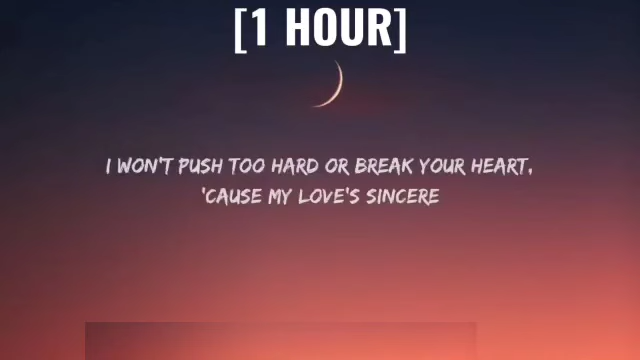 [1 HOUR]
I WON'T PUSH TOO HARD OR BREAK YOUR HEART,
'CAUSE MY LOVE'S SINCERE